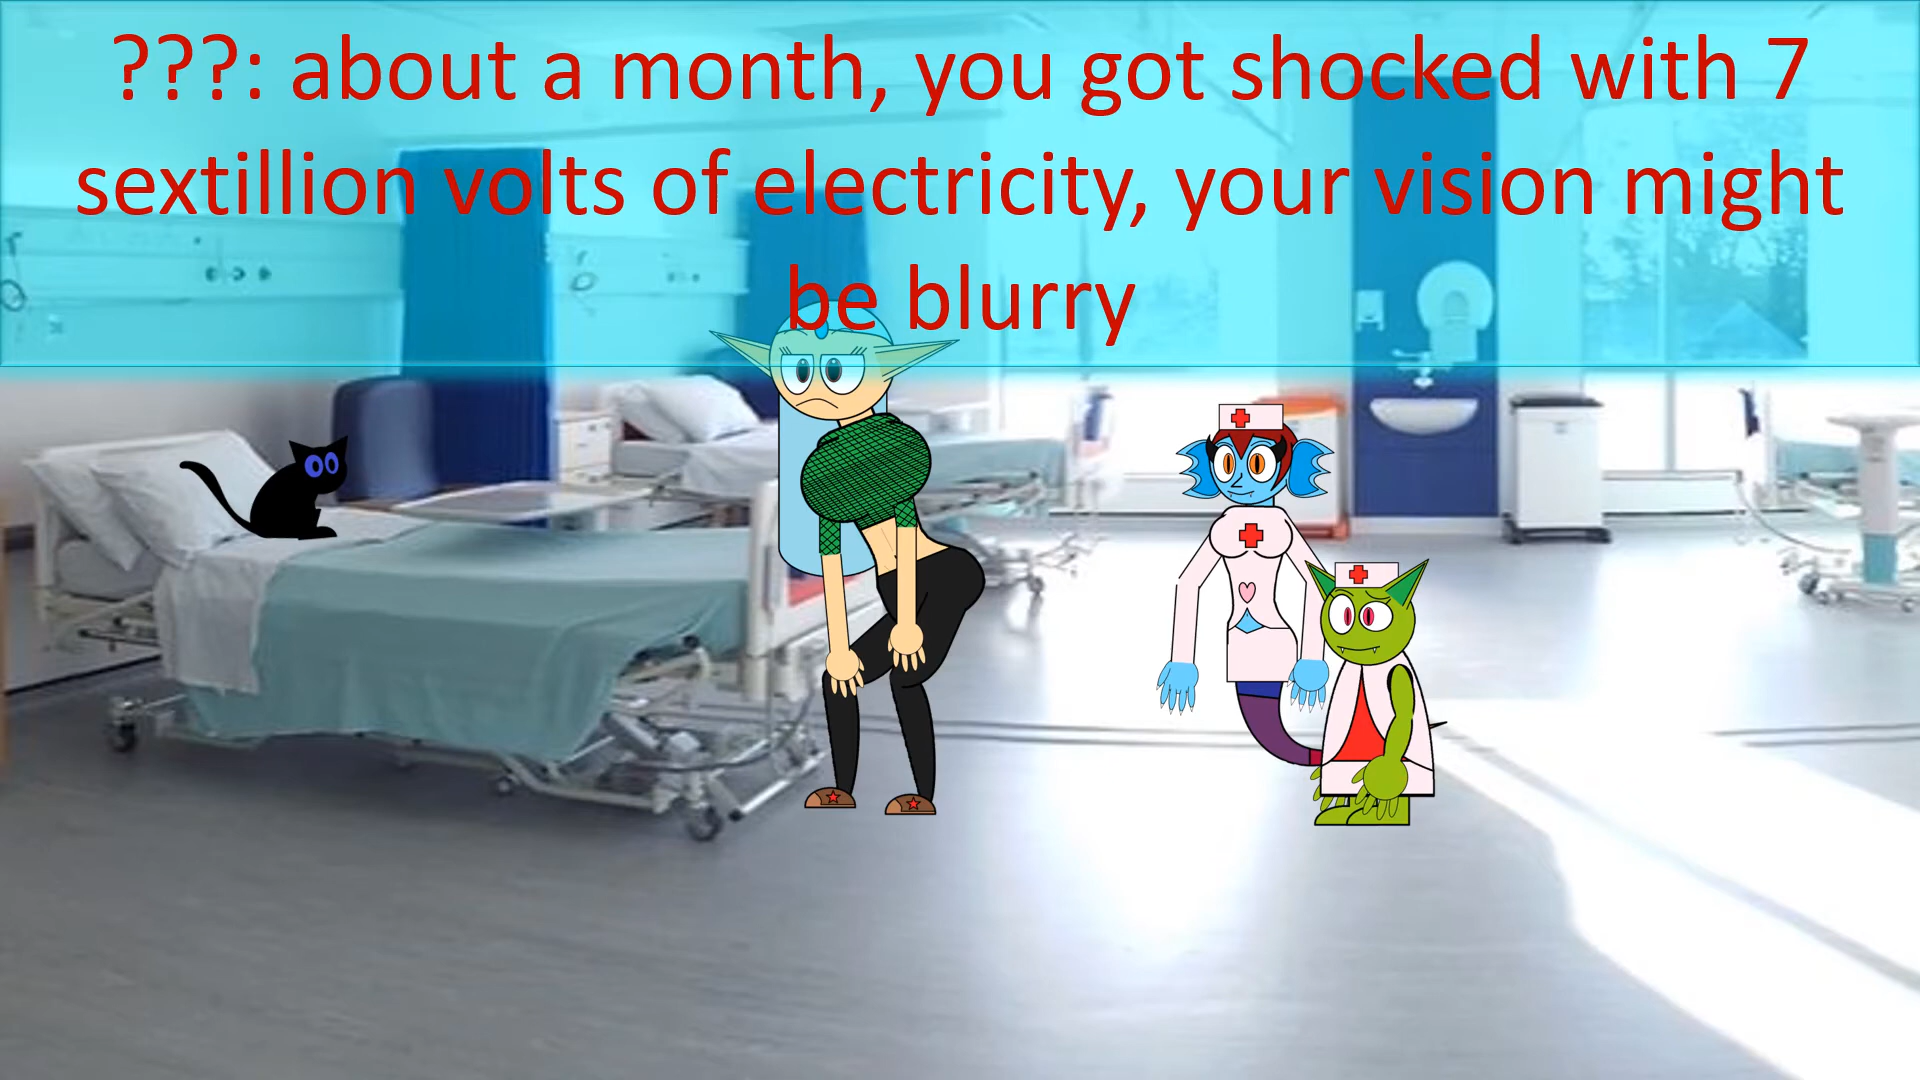 ???: about a month, you got shocked with 7
sextillion volts of electricity, your vision might
be blurry